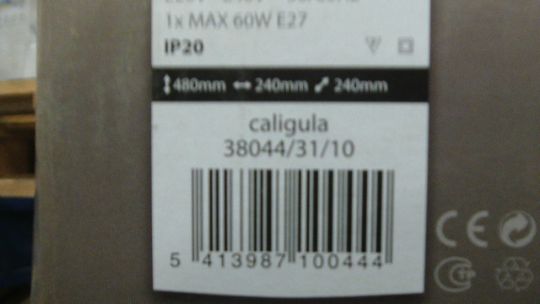 1x MAX 60W E27
IP20
480mm 240mm 240mm
caligula
38044/31/10
5 413987 100444
CE